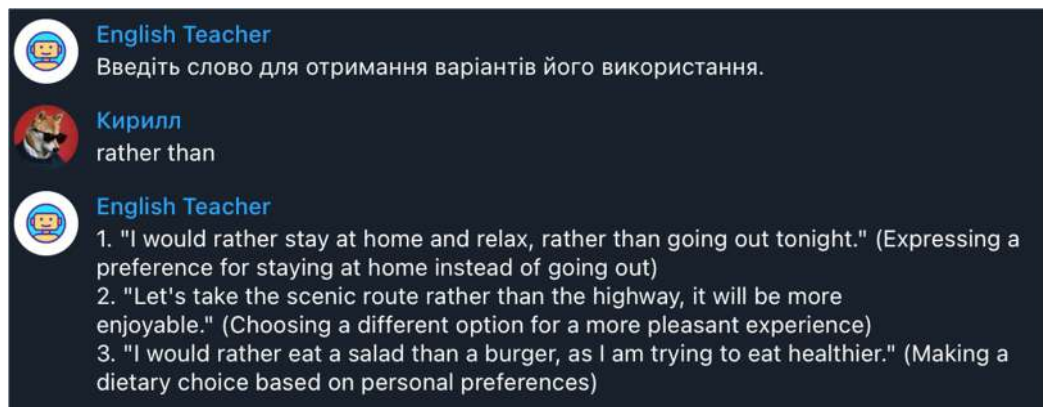 English Teacher
Введіть слово для отримання варіантів його використання.
Кирилл
rather than
English Teacher
1. "I would rather stay at home and relax, rather than going out tonight." (Expressing a
preference for staying at home instead of going out)
2. "Let's take the scenic route rather than the highway, it will be more
enjoyable." (Choosing a different option for a more pleasant experience)
3. "I would rather eat a salad than a burger, as I am trying to eat healthier." (Making a
dietary choice based on personal preferences)